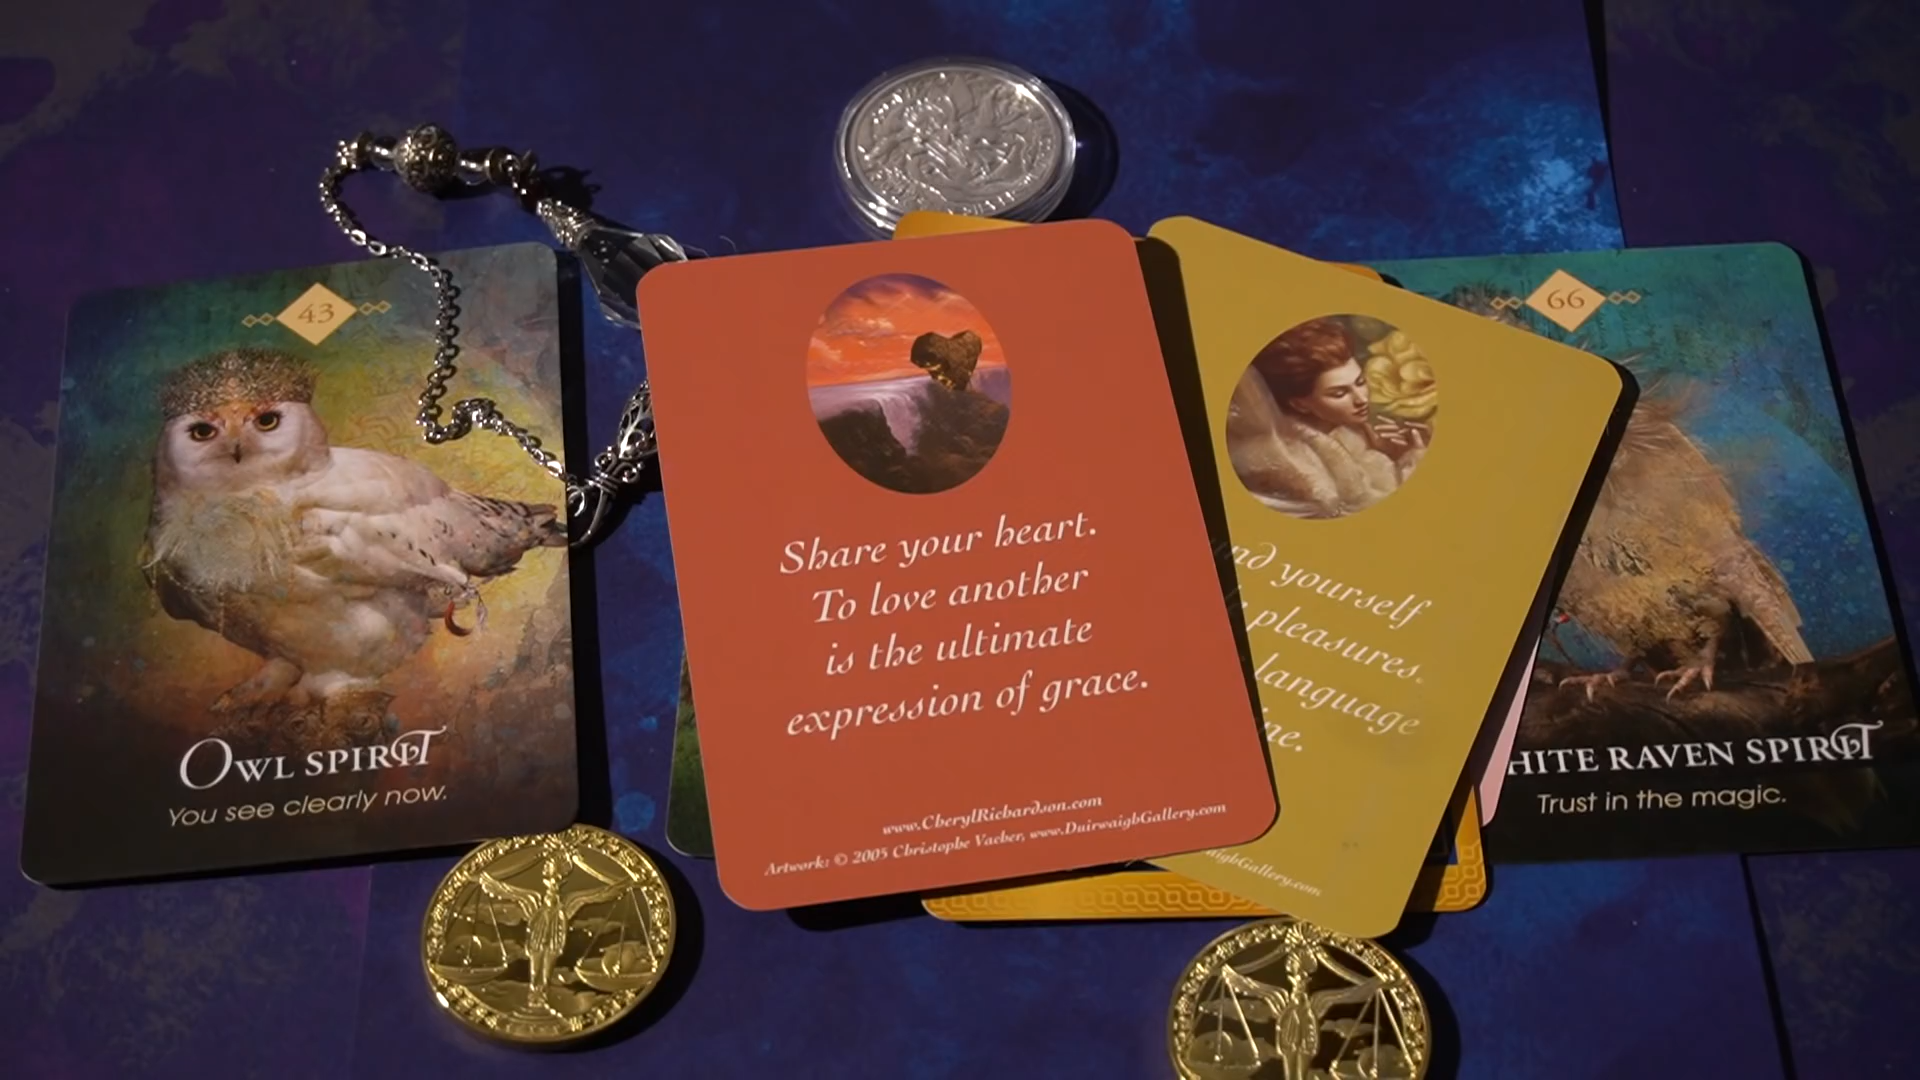 43
OWL SPIRIT
You see clearly now.
Share your heart.
To love another
is the ultimate
expression of grace.
www.CherylRichardson.com
Artwork: © 2005 Christophe Vacher, www.DuirwaighGallery.com
yourself
pleasures.
language
66
RAVEN SPIRIT
Trust in the magic.